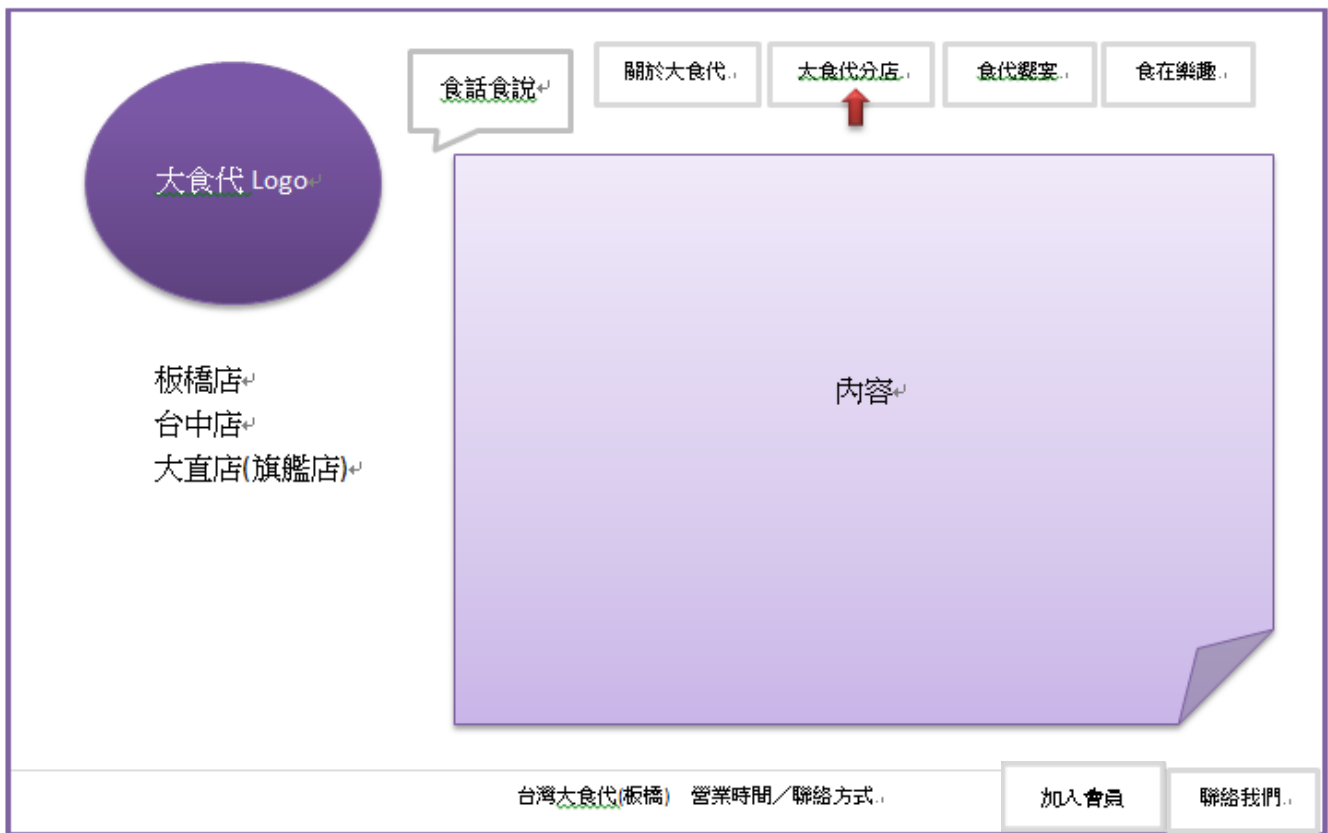 食話食說
關於大食代
大食代分店
食代饗宴
食在樂趣
大食代 Logo
板橋店
台中店
大直店(旗艦店)
內容
台灣大食代(板橋) 營業時間／聯絡方式
加入會員
聯絡我們